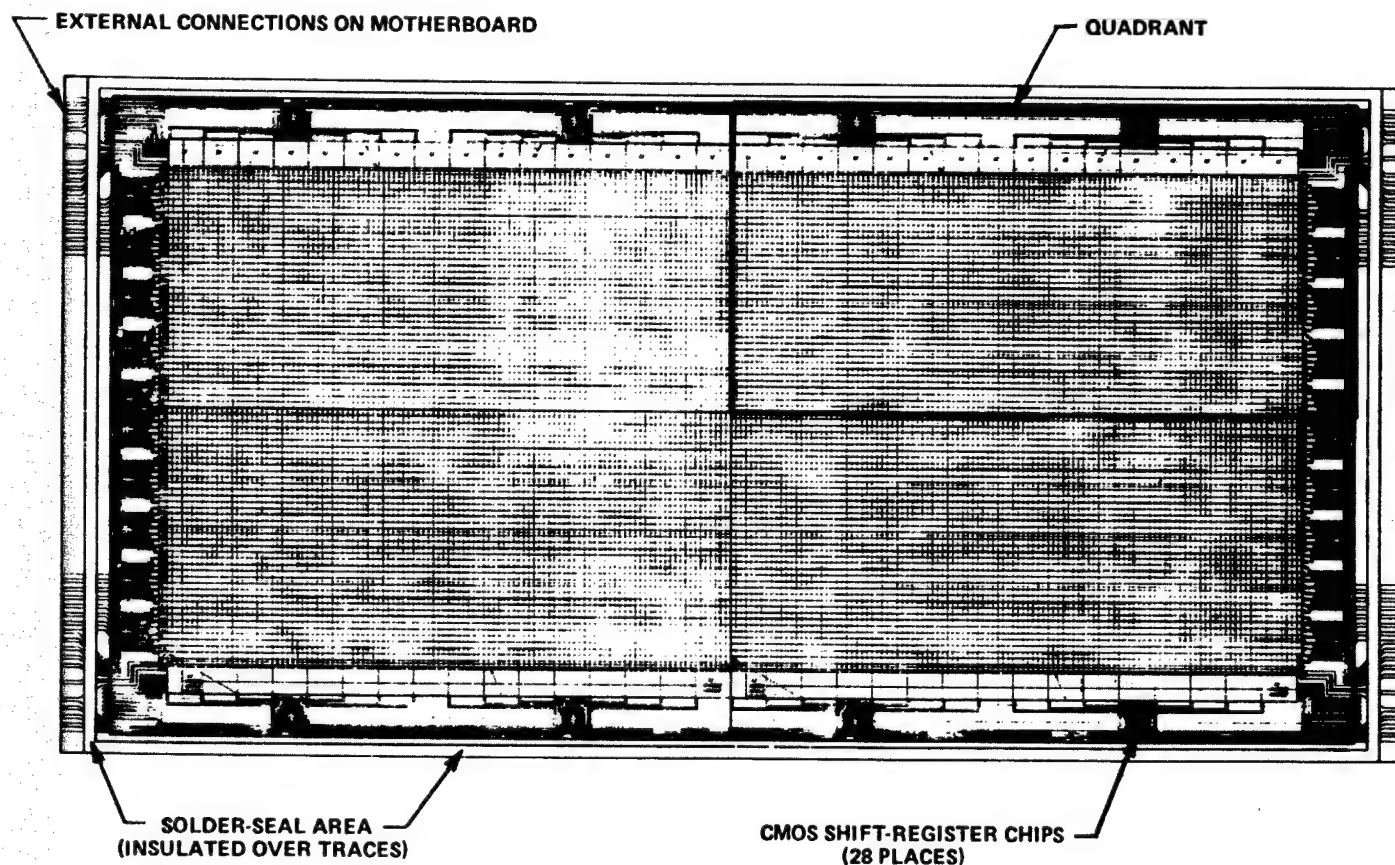 EXTERNAL CONNECTIONS ON MOTHERBOARD
QUADRANT
SOLDER-SEAL AREA
(INSULATED OVER TRACES)
CMOS SHIFT-REGISTER CHIPS
(28 PLACES)